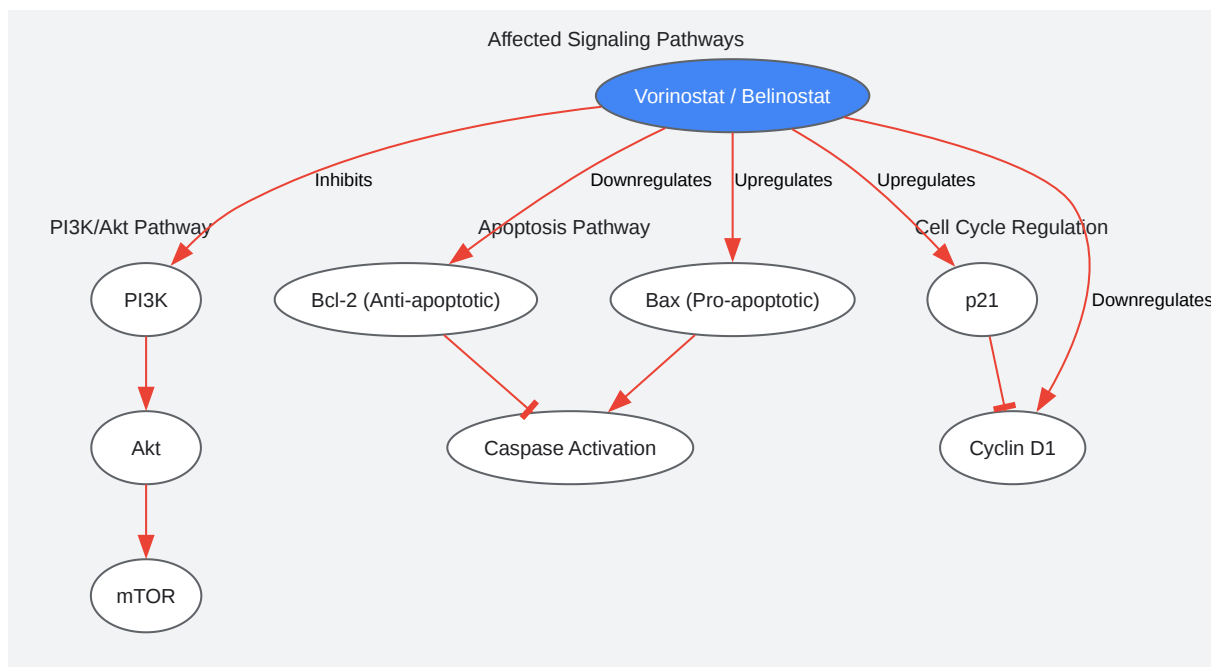 Affected Signaling Pathways
Vorinostat / Belinostat
Inhibits
Downregulates
Upregulates
Upregulates
PI3K/Akt Pathway
Apoptosis Pathway
Cell Cycle Regulation
PI3K
Bcl-2 (Anti-apoptotic)
Bax (Pro-apoptotic)
p21
Downregulates
Akt
Caspase Activation
Cyclin D1
mTOR